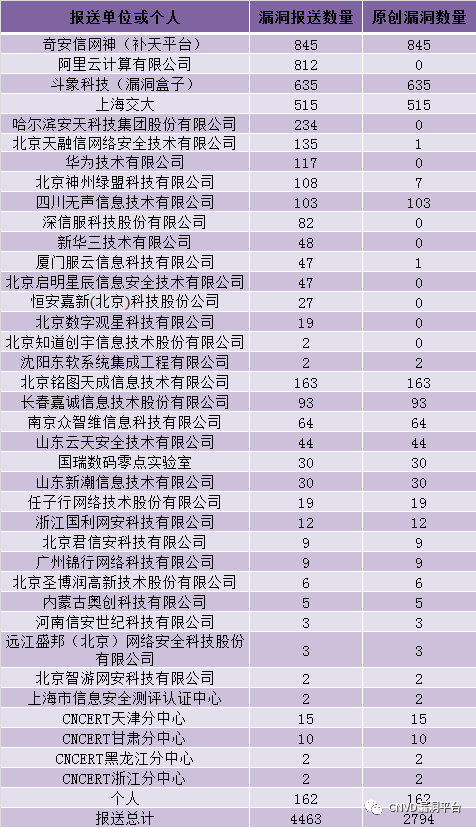 报送单位或个人 漏洞报送数量 原创漏洞数量
奇安信网神（补天平台） 845 845
阿里云计算有限公司 812 0
斗象科技（漏洞盒子） 635 635
上海交大 515 515
哈尔滨安天科技集团股份有限公司 234 0
北京天融信网络安全技术有限公司 135 1
华为技术有限公司 117 0
北京神州绿盟科技有限公司 108 7
四川无声信息技术有限公司 103 103
深信服科技股份有限公司 82 0
新华三技术有限公司 48 0
厦门服云信息科技有限公司 47 1
北京启明星辰信息安全技术有限公司 47 0
恒安嘉新(北京)科技股份公司 27 0
北京数字观星科技有限公司 19 0
北京知道创宇信息技术股份有限公司 2 0
沈阳东软系统集成工程有限公司 2 2
北京铭图天成信息技术有限公司 163 163
长春嘉诚信息技术股份有限公司 93 93
南京众智维信息科技有限公司 64 64
山东云天安全技术有限公司 44 44
国瑞数码零点实验室 30 30
山东新潮信息技术有限公司 30 30
任子行网络技术股份有限公司 19 19
浙江国利网安科技有限公司 12 12
北京君信安科技有限公司 9 9
广州锦行网络科技有限公司 9 9
北京圣博润高新技术股份有限公司 6 6
内蒙古奥创科技有限公司 5 5
河南信安世纪科技有限公司 3 3
远江盛邦（北京）网络安全科技股份
有限公司 3 3
北京智游网安科技有限公司 2 2
上海市信息安全测评认证中心 2 2
CNCERT天津分中心 15 15
CNCERT甘肃分中心 10 10
CNCERT黑龙江分中心 2 2
CNCERT浙江分中心 2 2
个人 162 162
报送总计 4463 2794
CNVD漏洞平台